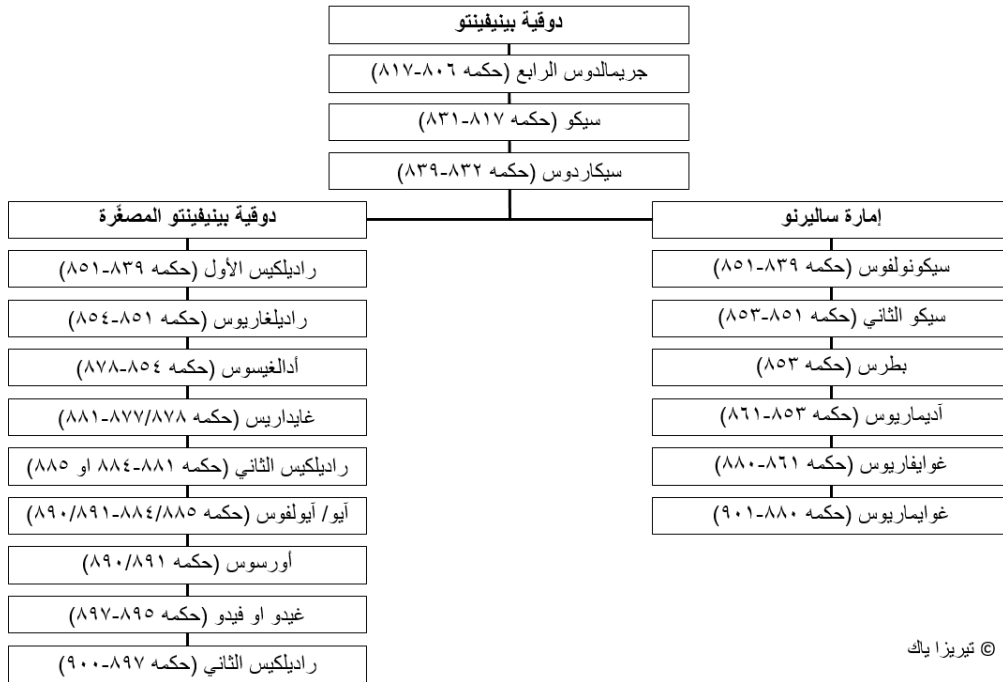 دوقية بينيفينتو
جريمالدوس الرابع (حكمه ٨٠٦-٨١٧)
سيكو (حكمه ٨١٧-٨٣١)
سيكاردوس (حكمه ٨٣٢-٨٣٩)
إمارة ساليرنو
سيكونولفوس (حكمه ٨٣٩-٨٥١)
سيكو الثاني (حكمه ٨٥١-٨٥٣)
بطرس (حكمه ٨٥٣)
آديماريوس (حكمه ٨٥٣-٨٦١)
غوايفاريوس (حكمه ٨٦١-٨٨٠)
غوايماريوس (حكمه ٨٨٠-٩٠١)
دوقية بينيفينتو المصغَّرة
راديلكيس الأول (حكمه ٨٣٩-٨٥١)
راديلغاريوس (حكمه ٨٥١-٨٥٤)
أدالغيسوس (حكمه ٨٥٤-٨٧٨)
غايداريس (حكمه ٨٧٧/٨٧٨-٨٨١)
راديلكيس الثاني (حكمه ٨٨١-٨٨٤ او ٨٨٥)
آيو/ آيولفوس (حكمه ٨٨٤/٨٨٥-٨٩٠/٨٩١)
أورسوس (حكمه ٨٩٠/٨٩١)
غيدو او فيدو (حكمه ٨٩٥-٨٩٧)
راديلكيس الثاني (حكمه ٨٩٧-٩٠٠)
© تيريزا ياك